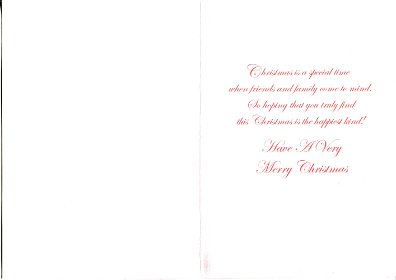 Christmas is a special time
when friends and family come to mind.
So hoping that you truly find
this Christmas is the happiest kind!
Have A Very
Merry Christmas